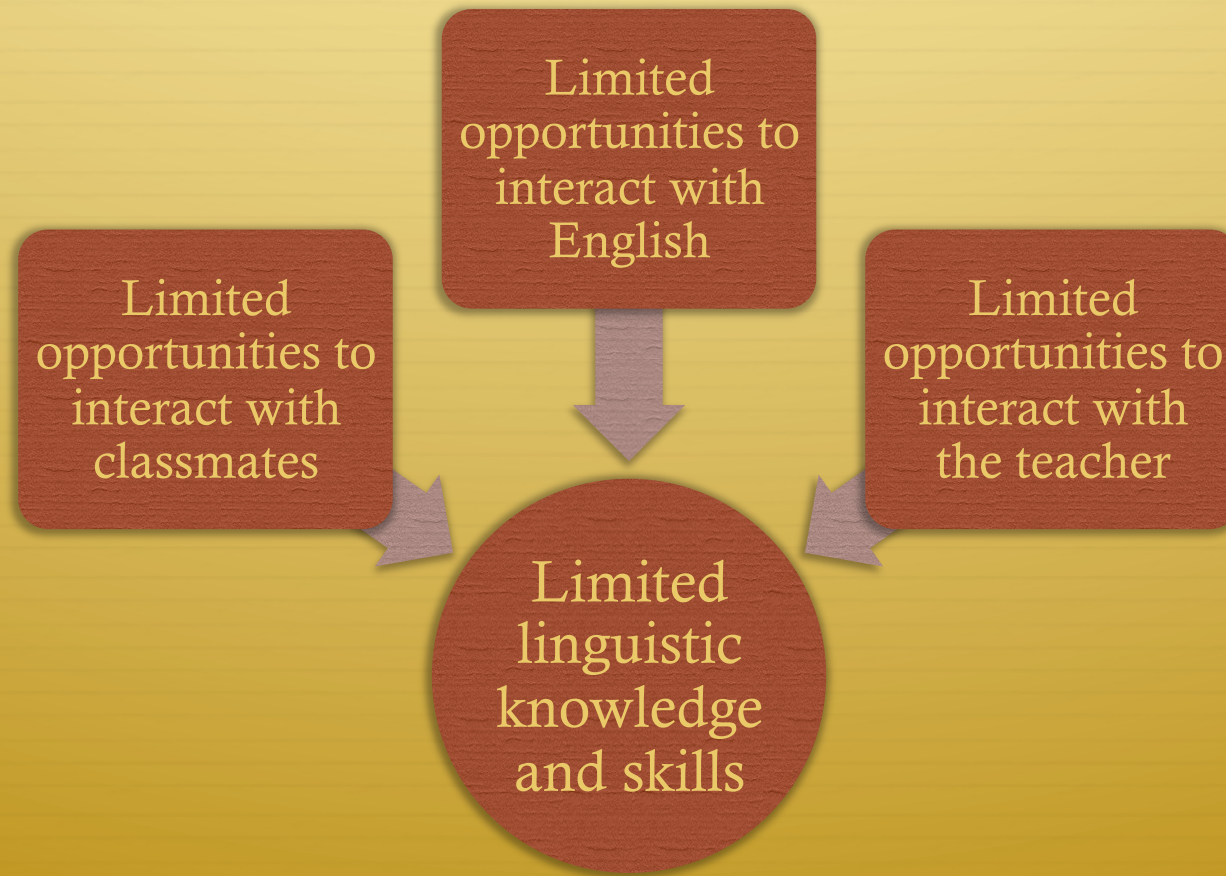 Limited
opportunities to
interact with
English
Limited
opportunities to
interact with
classmates
Limited
opportunities to
interact with
the teacher
Limited
linguistic
knowledge
and skills